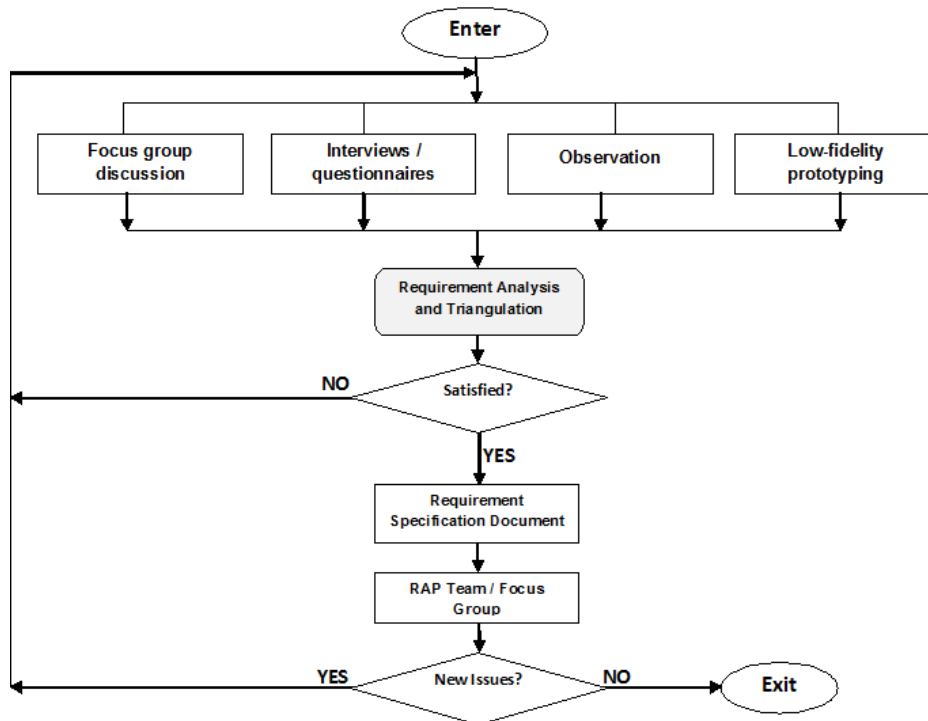 Enter
Focus group
discussion
Interviews /
questionnaires
Observation
Low-fidelity
prototyping
Requirement Analysis
and Triangulation
NO
Satisfied?
YES
Requirement
Specification Document
RAP Team / Focus
Group
YES
New Issues?
NO
Exit